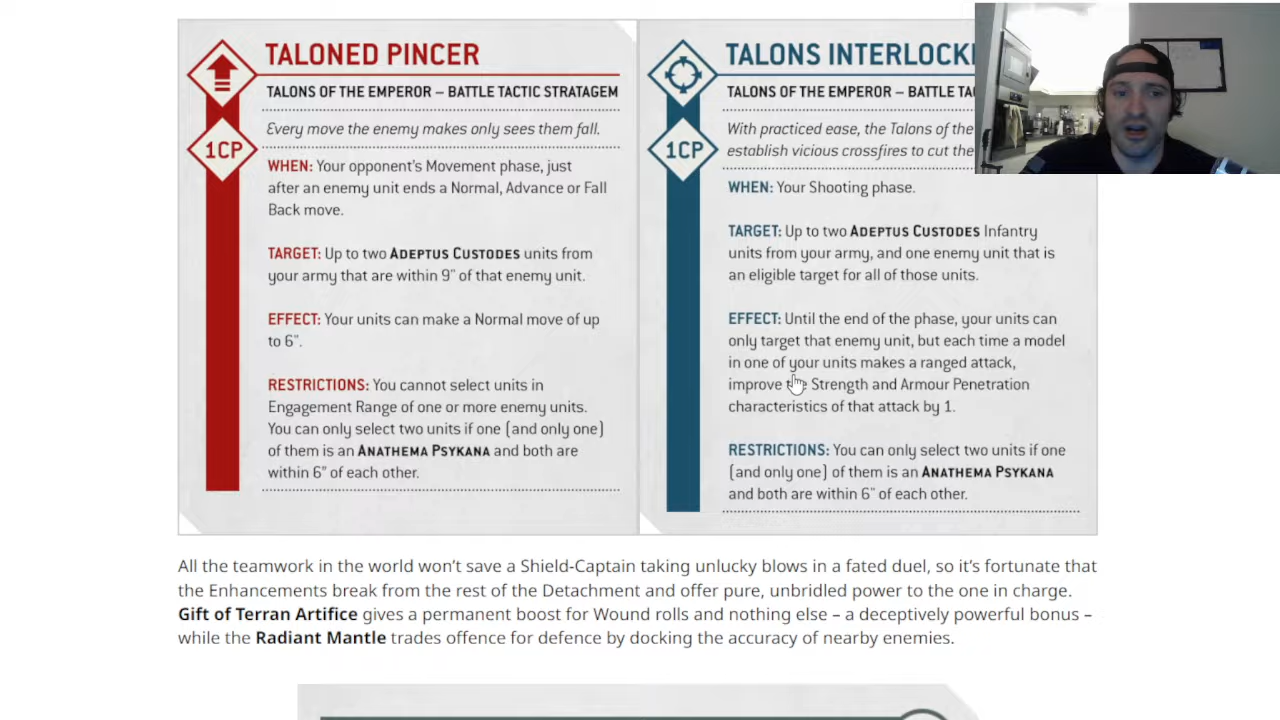 TALONED PINCER
TALONS OF THE EMPEROR – BATTLE TACTIC STRATAGEM
Every move the enemy makes only sees them fall.
1CP
WHEN: Your opponent's Movement phase, just
after an enemy unit ends a Normal, Advance or Fall
Back move.
TARGET: Up to two ADEPTUS CUSTODES units from
your army that are within 9" of that enemy unit.
EFFECT: Your units can make a Normal move of up
to 6".
RESTRICTIONS: You cannot select units in
Engagement Range of one or more enemy units.
You can only select two units if one (and only one)
of them is an ANATHEMA PSYKANA and both are
within 6" of each other.
TALONS
TALONS OF THE EMPEROR – BATTLE
With practiced ease, the Talons of the
establish vicious crossfires to cut the
1CP
WHEN: Your Shooting phase.
TARGET: Up to two ADEPTUS CUSTODES Infantry
units from your army, and one enemy unit that is
an eligible target for all of those units.
EFFECT: Until the end of the phase, your units can
only target that enemy unit, but each time a model
in one of your units makes a ranged attack,
improve the Strength and Armour Penetration
characteristics of that attack by 1.
RESTRICTIONS: You can only select two units if one
(and only one) of them is an ANATHEMA PSYKANA
and both are within 6" of each other.
All the teamwork in the world won't save a Shield-Captain taking unlucky blows in a fated duel, so it's fortunate that
the Enhancements break from the rest of the Detachment and offer pure, unbridled power to the one in charge.
Gift of Terran Artifice gives a permanent boost for Wound rolls and nothing else – a deceptively powerful bonus –
while the Radiant Mantle trades offence for defence by docking the accuracy of nearby enemies.